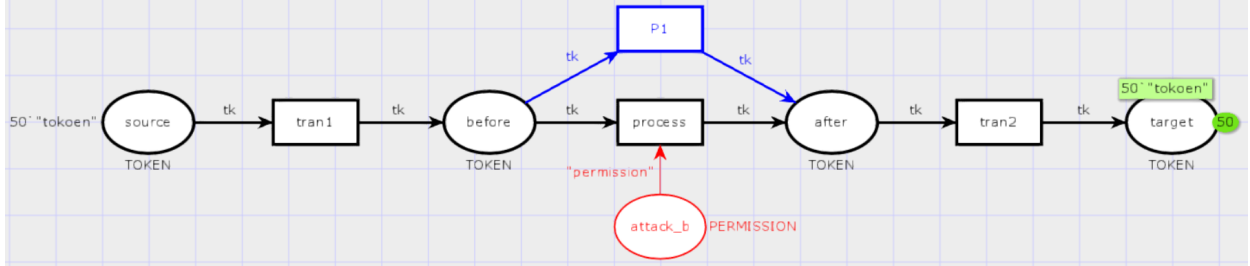 P1
tk
tk
50`"tokoen"
50`"tokoen"
source
tk
tran1
tk
before
tk
process
tk
after
tk
tran2
tk
target
50
TOKEN
TOKEN
TOKEN
TOKEN
"permission"
attack_b
PERMISSION